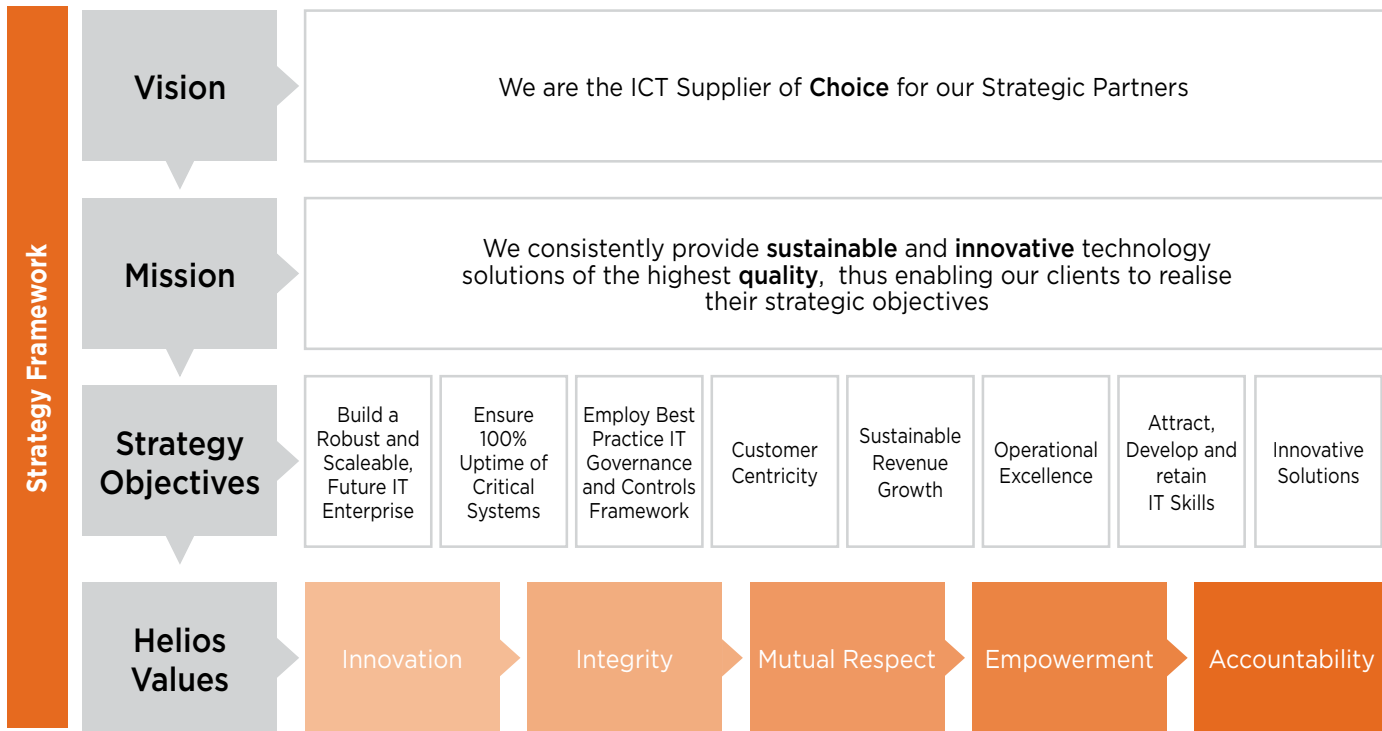 Strategy Framework
Vision
We are the ICT Supplier of Choice for our Strategic Partners
Mission
We consistently provide sustainable and innovative technology
solutions of the highest quality,  thus enabling our clients to realise
their strategic objectives
Strategy
Objectives
Build a
Robust and
Scaleable,
Future IT
Enterprise
Ensure
100%
Uptime of
Critical
Systems
Employ Best
Practice IT
Governance
and Controls
Framework
Customer
Centricity
Sustainable
Revenue
Growth
Operational
Excellence
Attract,
Develop and
retain
IT Skills
Innovative
Solutions
Helios
Values
Innovation
Integrity
Mutual Respect
Empowerment
Accountability